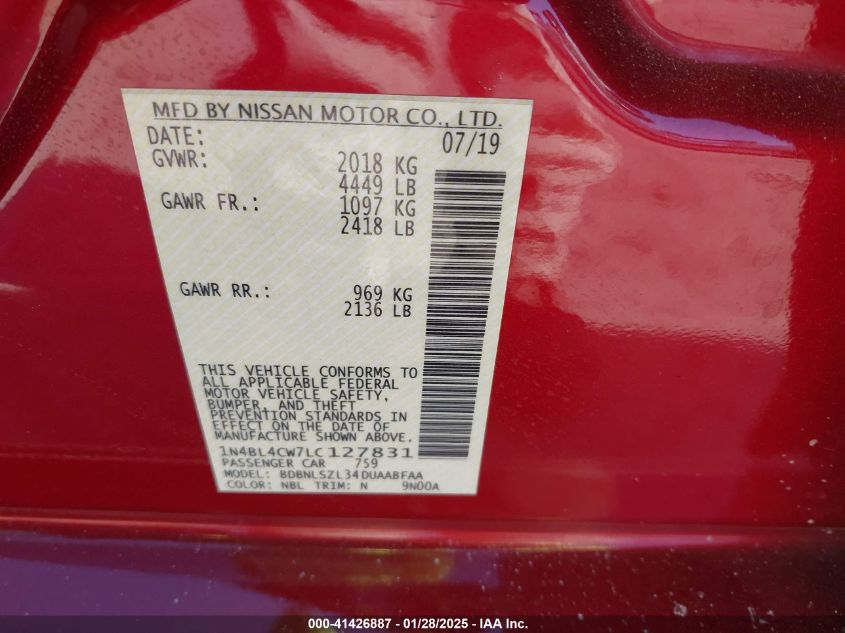 MFD BY NISSAN MOTOR CO., LTD.
DATE: 07/19
GVWR: 2018 KG
4449 LB
GAWR FR.: 1097 KG
2418 LB
GAWR RR.: 969 KG
2136 LB
THIS VEHICLE CONFORMS TO
ALL APPLICABLE FEDERAL
MOTOR VEHICLE SAFETY,
BUMPER, AND THEFT
PREVENTION STANDARDS IN
EFFECT ON THE DATE OF
MANUFACTURE SHOWN ABOVE.
1N4BL4CW7LC127831
PASSENGER CAR 759
MODEL: BDBNLSZL34DUAABFAA
COLOR: NBL TRIM: N 9N00A
000-41426887 - 01/28/2025 - IAA Inc.